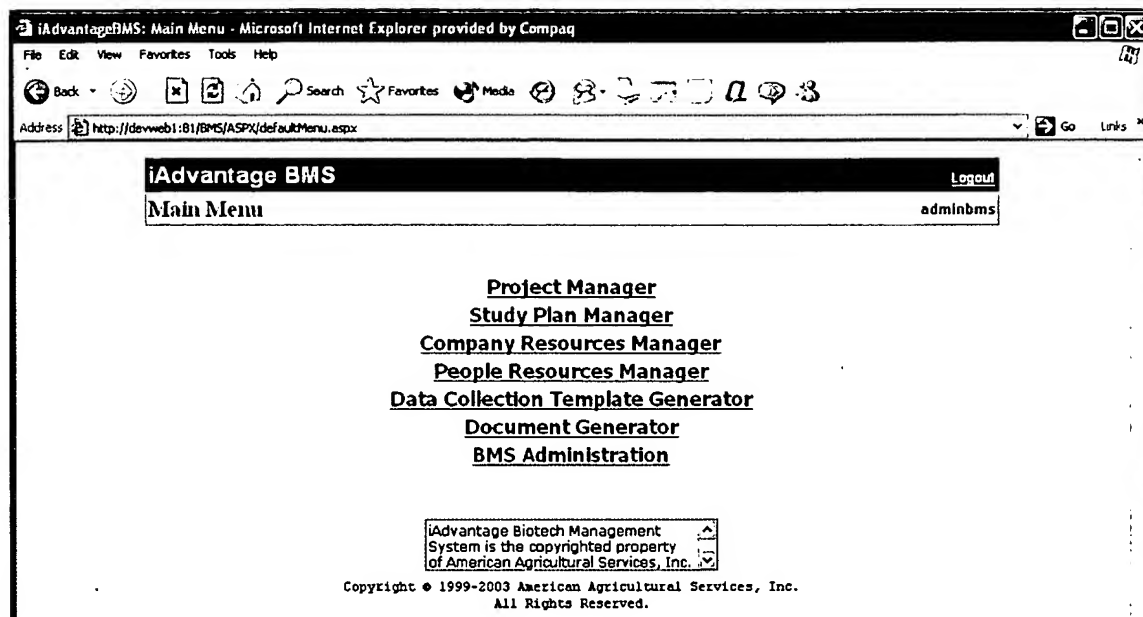 iAdvantageBMS: Main Menu - Microsoft Internet Explorer provided by Compaq
File Edit View Favorites Tools Help
Back Search Favorites Media
Address http://devweb1:81/BMS/ASPX/defaultMenu.aspx Go Links »
iAdvantage BMS Logout
Main Menu adminbms
Project Manager
Study Plan Manager
Company Resources Manager
People Resources Manager
Data Collection Template Generator
Document Generator
BMS Administration
iAdvantage Biotech Management
System is the copyrighted property
of American Agricultural Services, Inc.
Copyright © 1999-2003 American Agricultural Services, Inc.
All Rights Reserved.